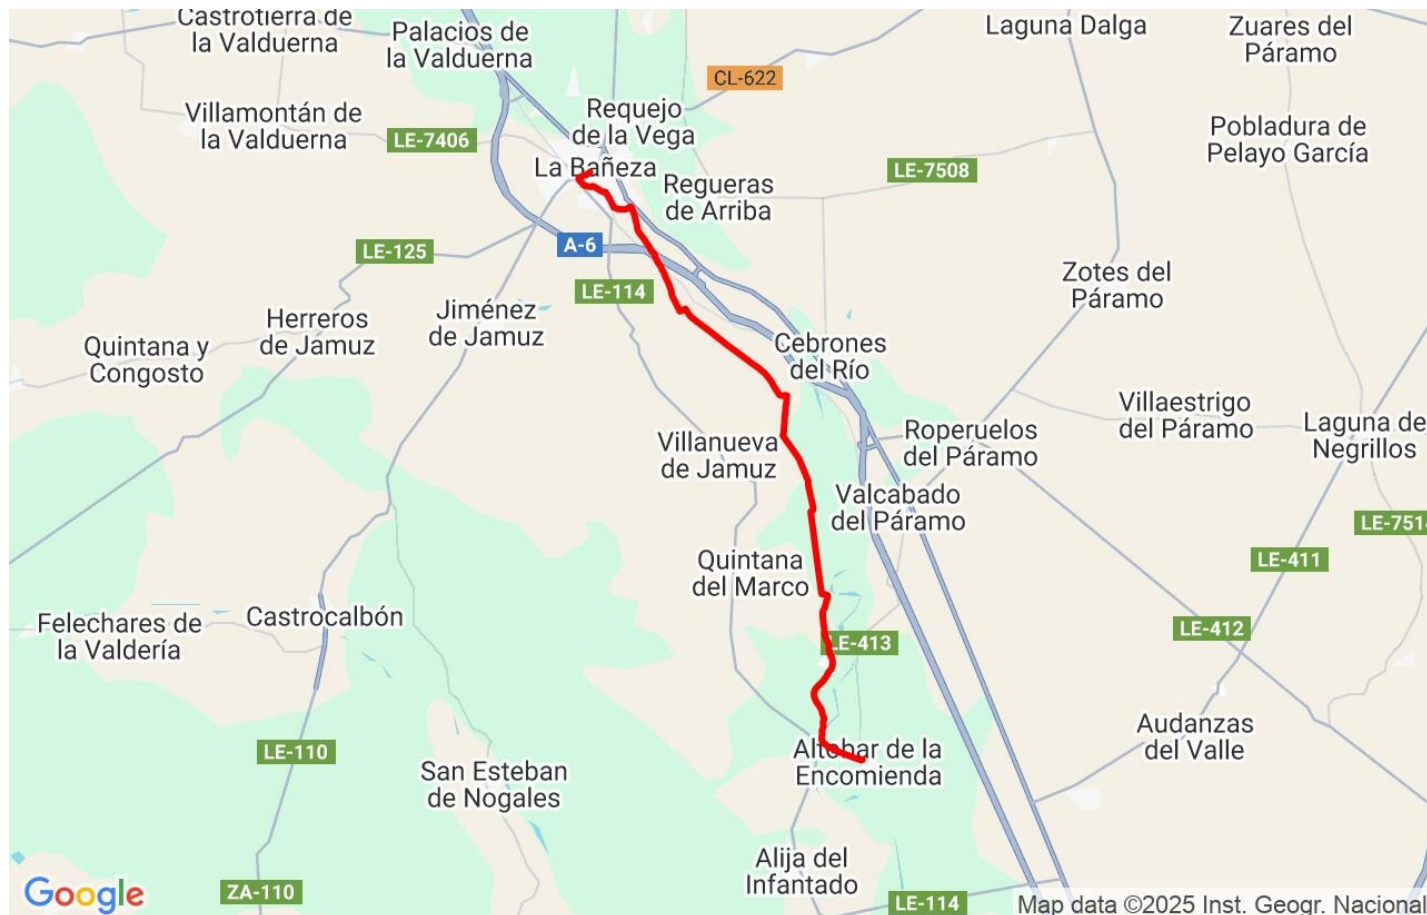 Castrotierra de
la Valduerna
Palacios de
la Valduerna
Laguna Dalga
Zuares del
Páramo
CL-622
Villamontán de
la Valduerna
LE-7406
Requejo
de la Vega
Pobladura de
Pelayo García
La Bañeza
Regueras
de Arriba
LE-7508
LE-125
A-6
LE-114
Zotes del
Páramo
Herreros
de Jamuz
Jiménez
de Jamuz
Quintana y
Congosto
Cebrones
del Río
Villaestrigo
del Páramo
Laguna de
Negrillos
Villanueva
de Jamuz
Roperuelos
del Páramo
Valcabado
del Páramo
LE-7514
Quintana
del Marco
LE-411
Castrocalbón
Felechares de
la Valdería
LE-413
LE-412
LE-110
Altobar de la
Encomienda
Audanzas
del Valle
San Esteban
de Nogales
Alija del
Infantado
Google
ZA-110
LE-114
Map data ©2025 Inst. Geogr. Nacional